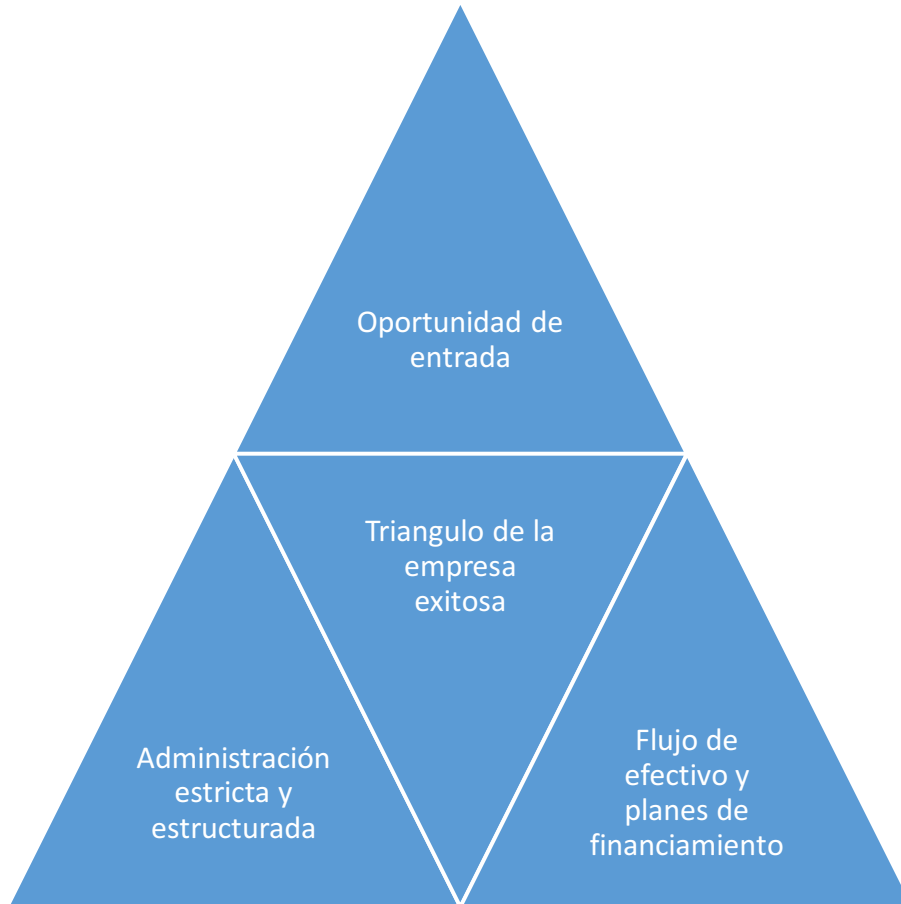 Oportunidad de
entrada
Triangulo de la
empresa
exitosa
Administración
estricta y
estructurada
Flujo de
efectivo y
planes de
financiamiento